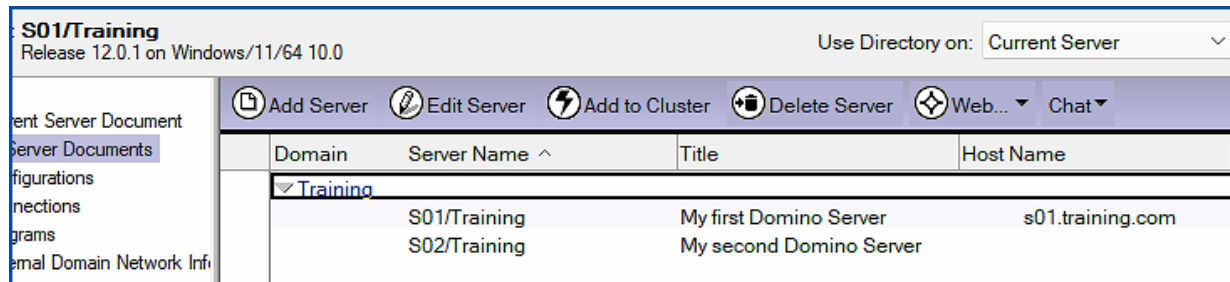 : S01/Training
Release 12.0.1 on Windows/11/64 10.0
Use Directory on: Current Server
Add Server Edit Server Add to Cluster Delete Server Web... Chat
rent Server Document
Server Documents
figurations
nections
grams
ernal Domain Network Inf
Domain Server Name Title Host Name
Training
S01/Training My first Domino Server s01.training.com
S02/Training My second Domino Server